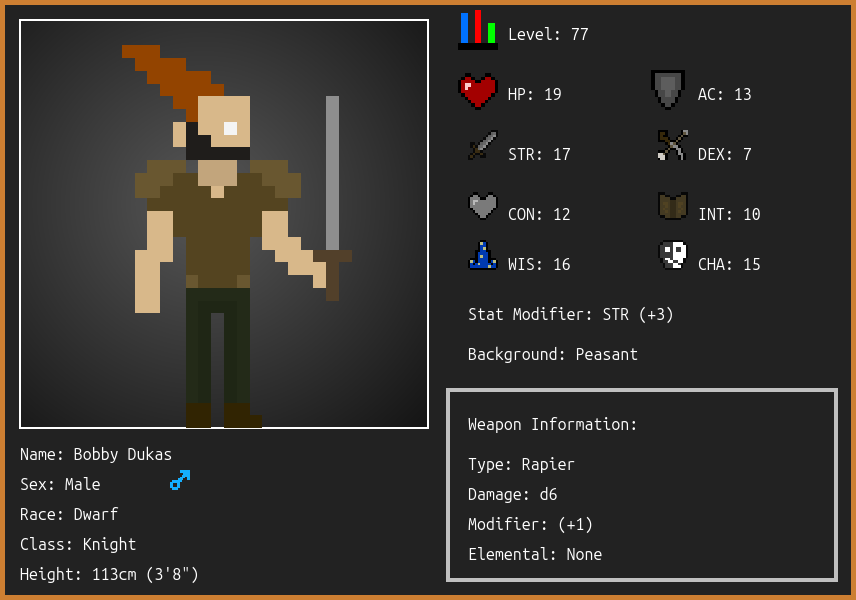 Level: 77
HP: 19
AC: 13
STR: 17
DEX: 7
CON: 12
INT: 10
WIS: 16
CHA: 15
Stat Modifier: STR (+3)
Background: Peasant
Name: Bobby Dukas
Sex: Male
Race: Dwarf
Class: Knight
Height: 113cm (3'8")
Weapon Information:
Type: Rapier
Damage: d6
Modifier: (+1)
Elemental: None